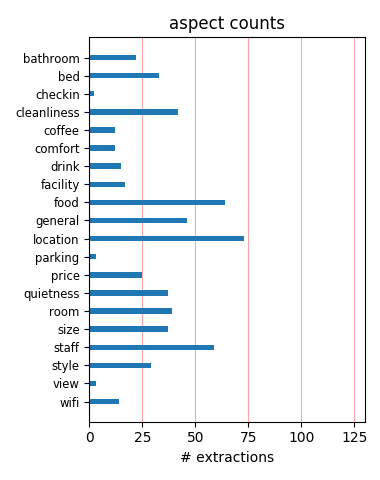 aspect counts
bathroom
bed
checkin
cleanliness
coffee
comfort
drink
facility
food
general
location
parking
price
quietness
room
size
staff
style
view
wifi
0 25 50 75 100 125
# extractions